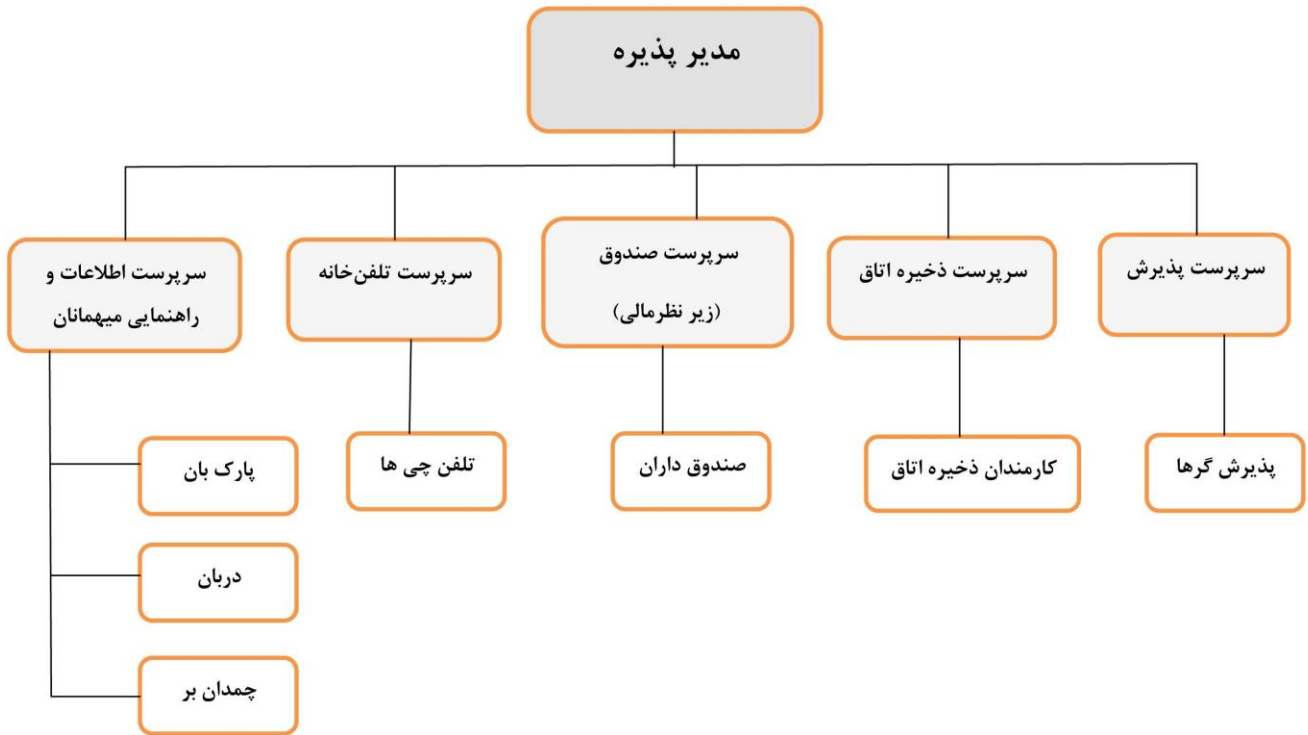 مدیر پذیره
سرپرست پذیرش
سرپرست ذخیره اتاق
سرپرست صندوق
(زیر نظرمالی)
سرپرست تلفن‌خانه
سرپرست اطلاعات و
راهنمایی میهمانان
پذیرش گرها
کارمندان ذخیره اتاق
صندوق داران
تلفن چی ها
پارک بان
دربان
چمدان بر